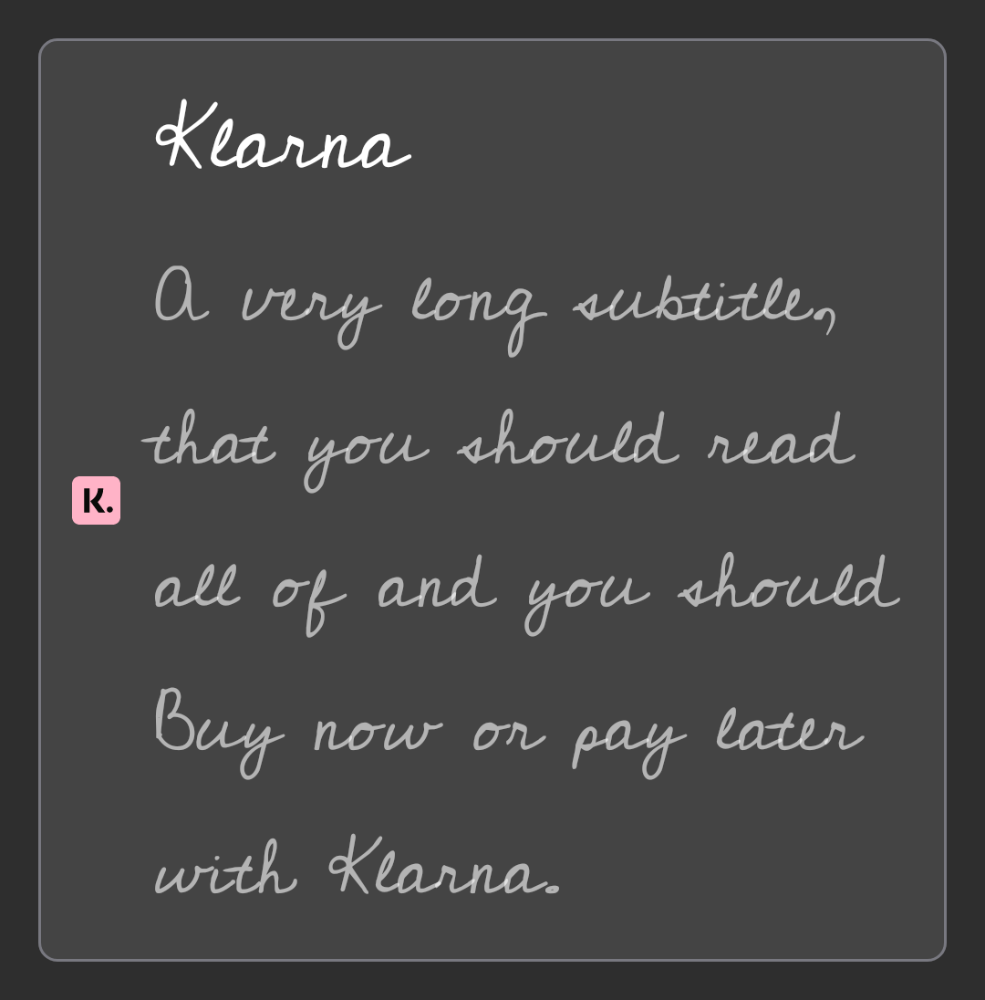 Klarna
A very long subtitle,
that you should read
K.
all of and you should
Buy now or pay later
with Klarna.